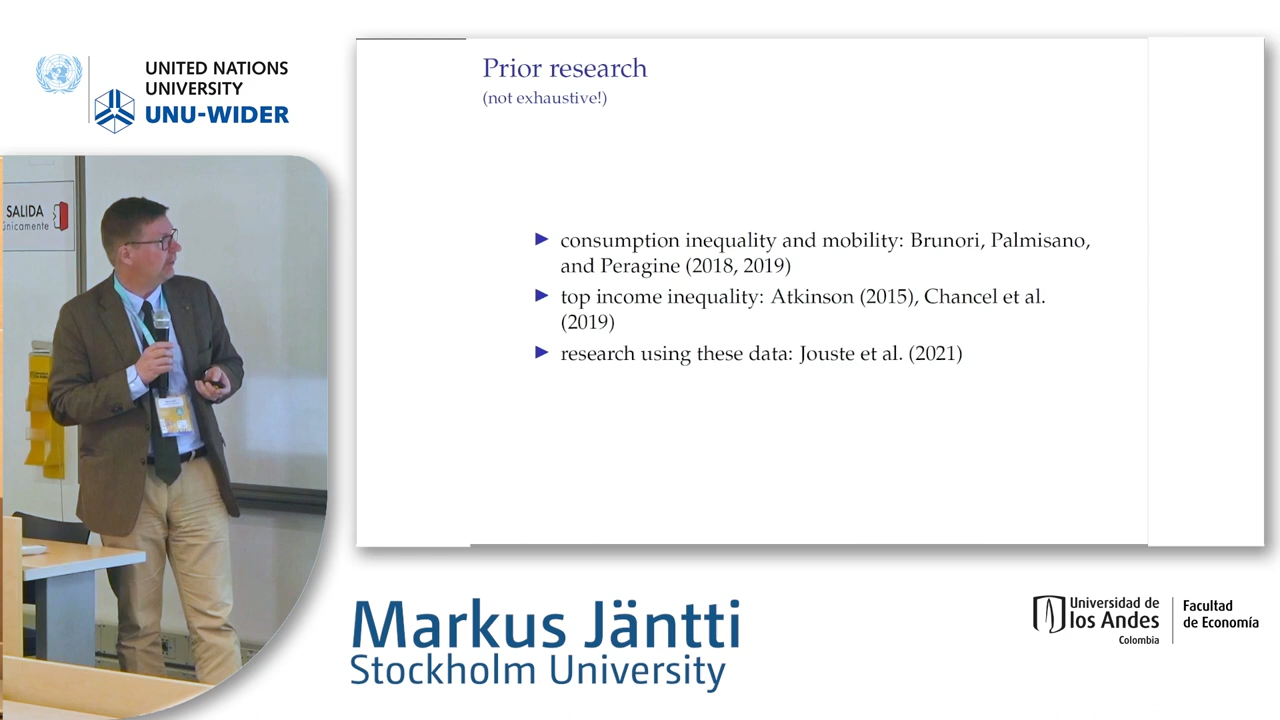 UNITED NATIONS
UNIVERSITY
UNU-WIDER
SALIDA
únicamente
Prior research
(not exhaustive!)
► consumption inequality and mobility: Brunori, Palmisano,
and Peragine (2018, 2019)
► top income inequality: Atkinson (2015), Chancel et al.
(2019)
► research using these data: Jouste et al. (2021)
Markus Jäntti
Stockholm University
Universidad de
los Andes
Colombia
Facultad
de Economía